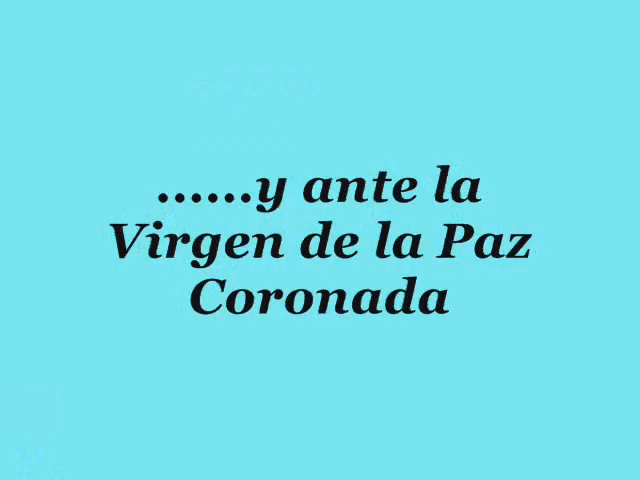 ......y ante la
Virgen de la Paz
Coronada